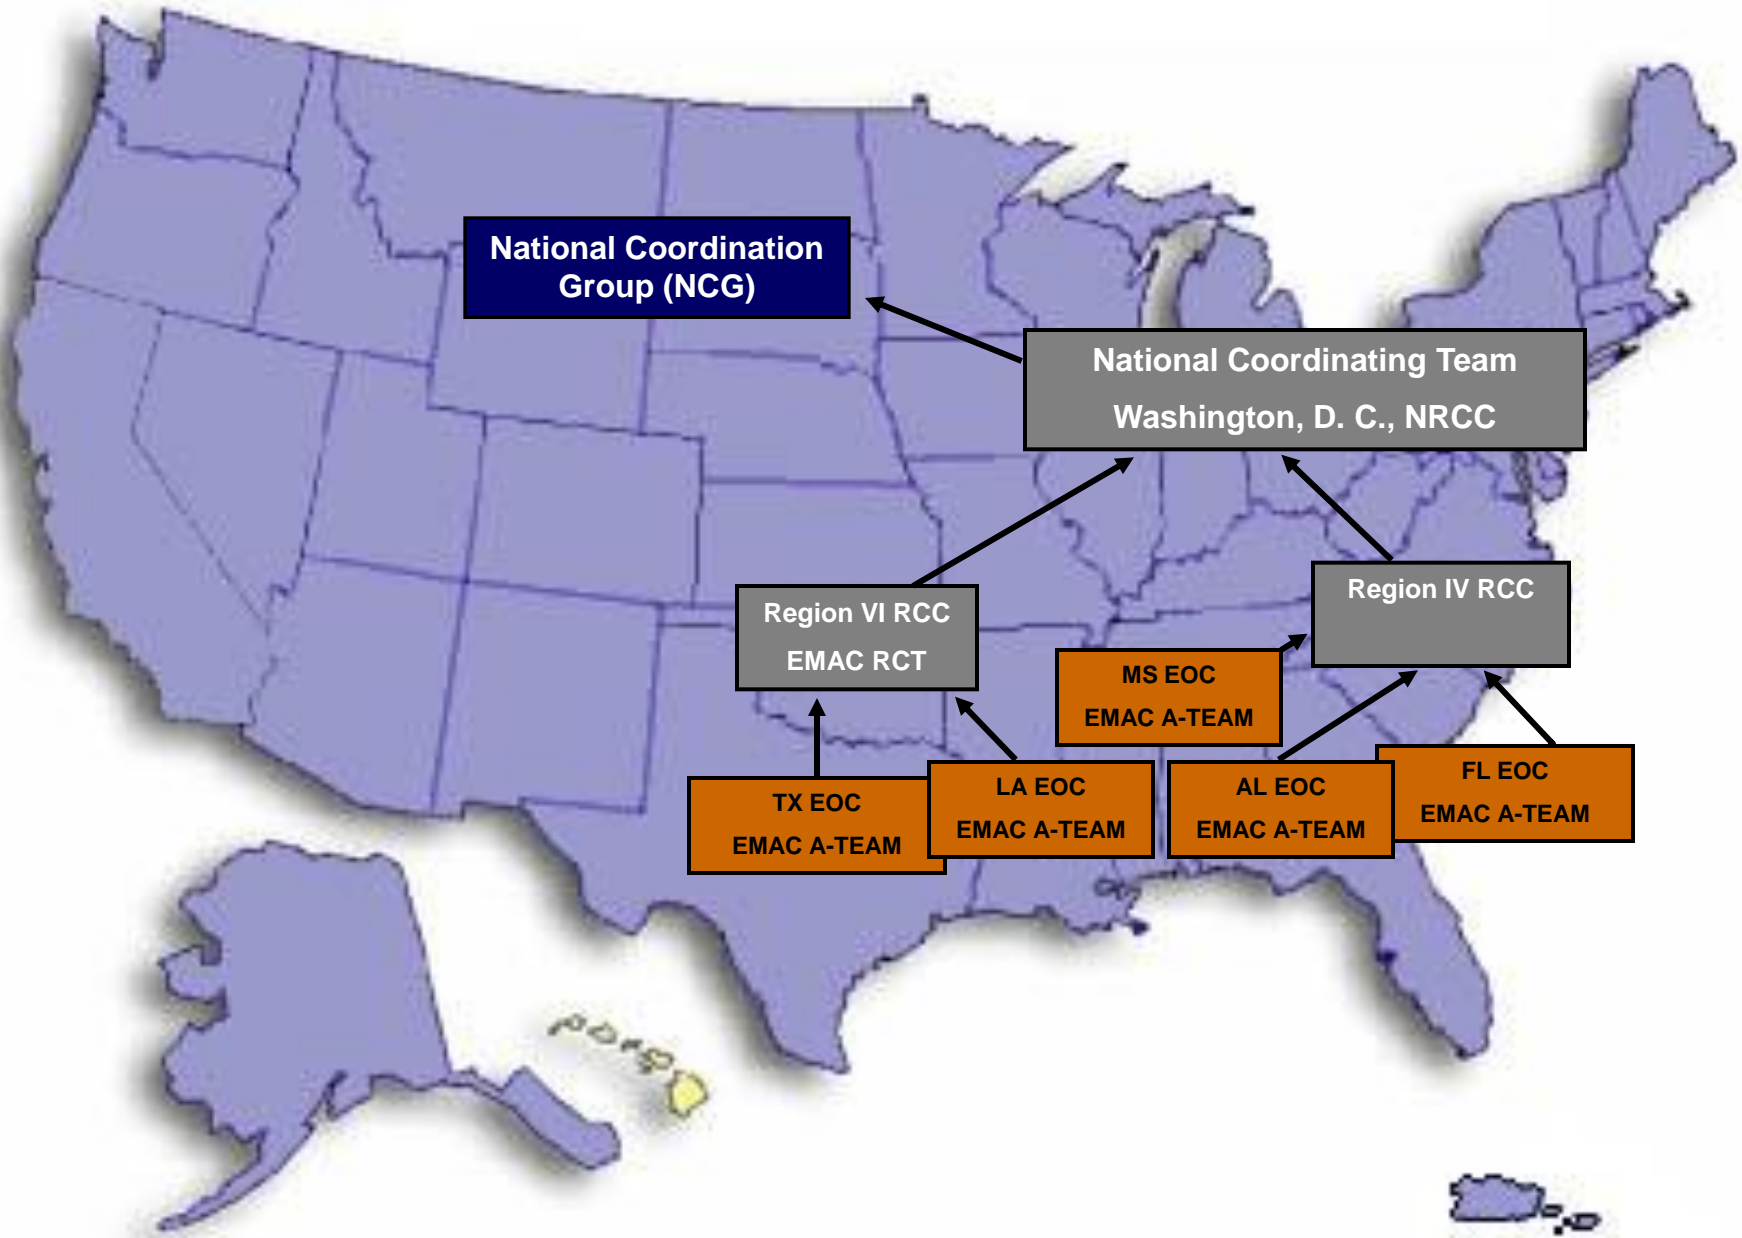 National Coordination
Group (NCG)
National Coordinating Team
Washington, D. C., NRCC
Region VI RCC
EMAC RCT
Region IV RCC
MS EOC
EMAC A-TEAM
TX EOC
EMAC A-TEAM
LA EOC
EMAC A-TEAM
AL EOC
EMAC A-TEAM
FL EOC
EMAC A-TEAM